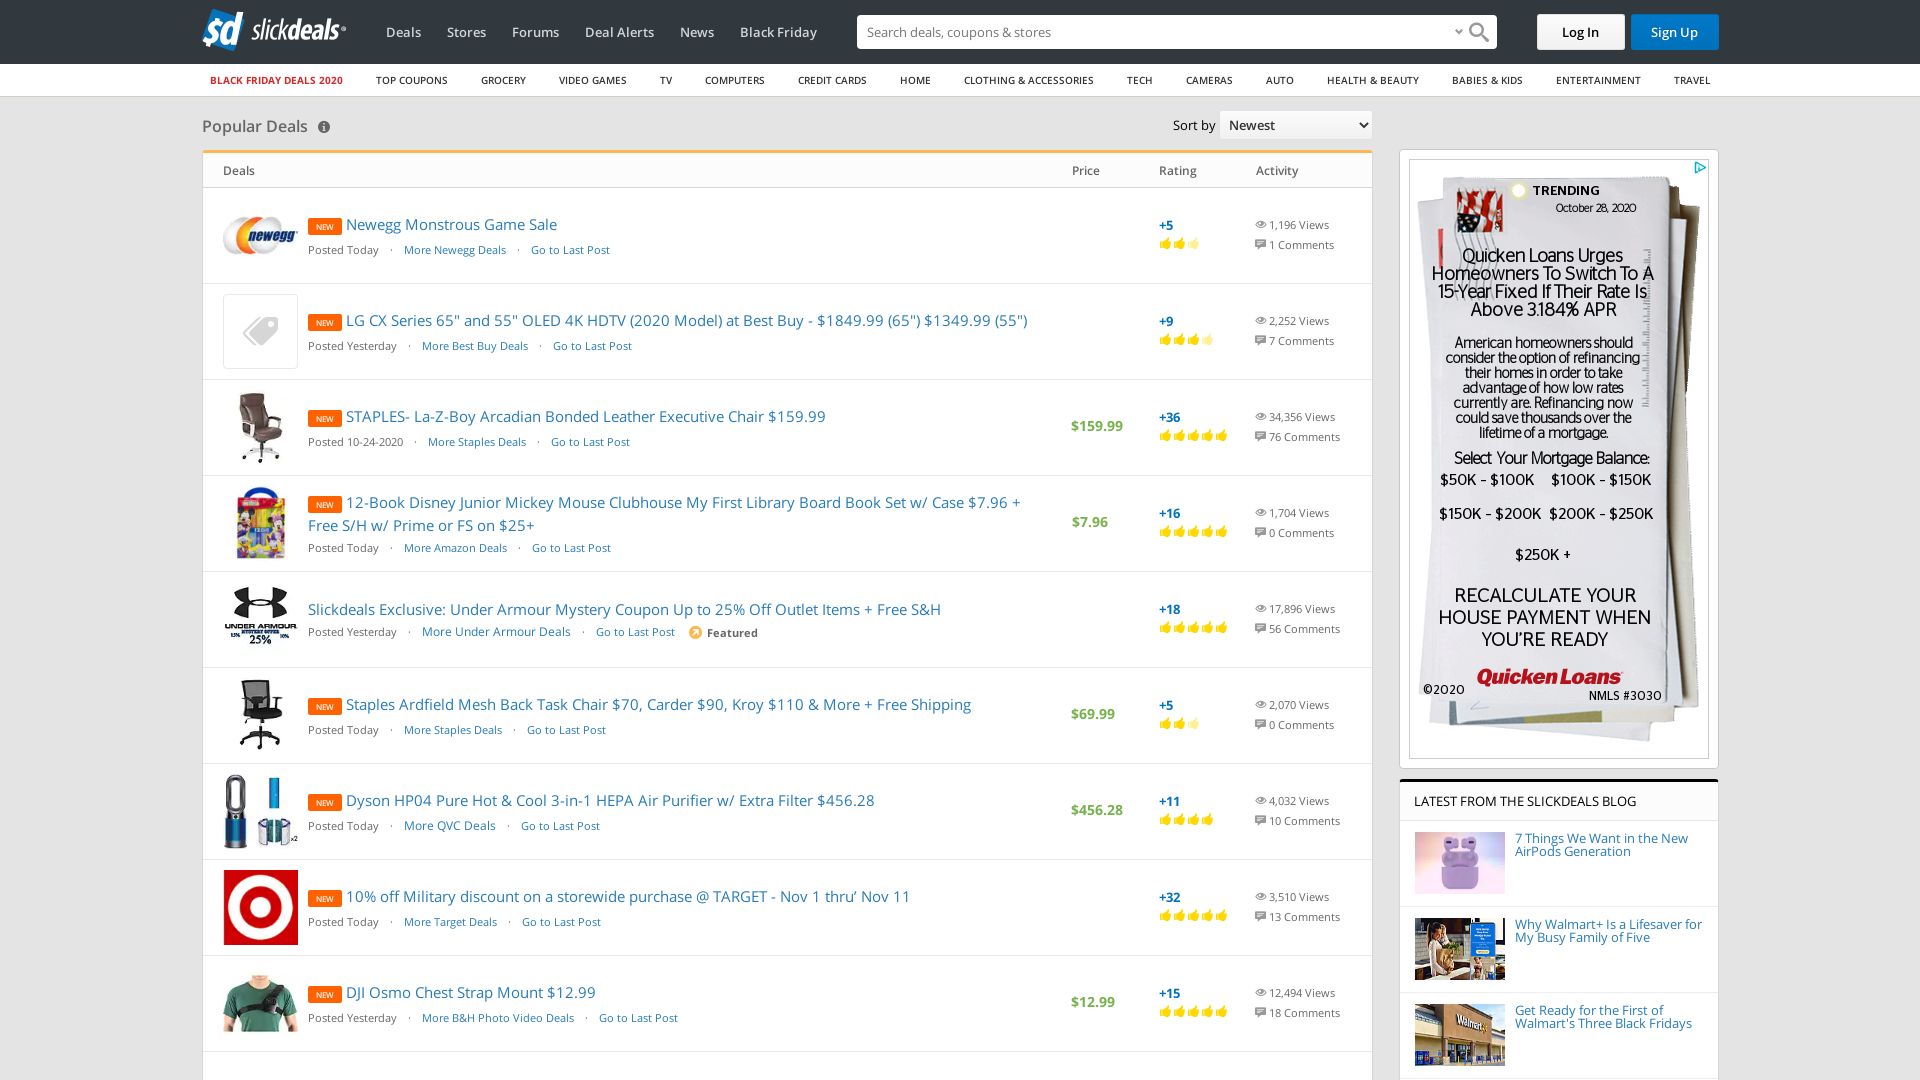 slickdeals
Deals Stores Forums Deal Alerts News Black Friday
Search deals, coupons & shops
Log In Sign Up
BLACK FRIDAY DEALS 2020 TOP COUPONS GROCERY VIDEO GAMES TV COMPUTERS CREDIT CARDS HOME CLOTHING & ACCESSORIES TECH CAMERAS AUTO HEALTH & BEAUTY BABIES & KIDS ENTERTAINMENT TRAVEL
Popular Deals
Sort by Newest
Deals Price Rating Activity
newegg
NEW Newegg Monstrous Game Sale
Posted Today · More Newegg Deals · Go to Last Post
+5
1,196 Views
1 Comments
NEW LG CX Series 65" and 55" OLED 4K HDTV (2020 Model) at Best Buy - $1849.99 (65") $1349.99 (55")
Posted Yesterday · More Best Buy Deals · Go to Last Post
+9
2,252 Views
7 Comments
NEW STAPLES- La-Z-Boy Arcadian Bonded Leather Executive Chair $159.99
Posted 10-24-2020 · More Staples Deals · Go to Last Post
$159.99
+36
34,356 Views
76 Comments
NEW 12-Book Disney Junior Mickey Mouse Clubhouse My First Library Board Book Set w/ Case $7.96 +
Free S/H w/ Prime or FS on $25+
Posted Today · More Amazon Deals · Go to Last Post
$7.96
+16
1,704 Views
0 Comments
UNDER ARMOUR
MYSTERY OFFER
15% 25% 10%
Slickdeals Exclusive: Under Armour Mystery Coupon Up to 25% Off Outlet Items + Free S&H
Posted Yesterday · More Under Armour Deals · Go to Last Post Featured
+18
17,896 Views
56 Comments
NEW Staples Ardfield Mesh Back Task Chair $70, Carder $90, Kroy $110 & More + Free Shipping
Posted Today · More Staples Deals · Go to Last Post
$69.99
+5
2,070 Views
0 Comments
x2
NEW Dyson HP04 Pure Hot & Cool 3-in-1 HEPA Air Purifier w/ Extra Filter $456.28
Posted Today · More QVC Deals · Go to Last Post
$456.28
+11
4,032 Views
10 Comments
NEW 10% off Military discount on a storewide purchase @ TARGET - Nov 1 thru’ Nov 11
Posted Today · More Target Deals · Go to Last Post
+32
3,510 Views
13 Comments
NEW DJI Osmo Chest Strap Mount $12.99
Posted Yesterday · More B&H Photo Video Deals · Go to Last Post
$12.99
+15
12,494 Views
18 Comments
TRENDING
October 28, 2020
Quicken Loans Urges
Homeowners To Switch To A
15-Year Fixed If Their Rate Is
Above 3.184% APR
American homeowners should
consider the option of refinancing
their homes in order to take
advantage of how low rates
currently are. Refinancing now
could save thousands over the
lifetime of a mortgage.
Select Your Mortgage Balance:
$50K - $100K $100K - $150K
$150K - $200K $200K - $250K
$250K +
RECALCULATE YOUR
HOUSE PAYMENT WHEN
YOU’RE READY
Quicken Loans
©2020 NMLS #3030
LATEST FROM THE SLICKDEALS BLOG
7 Things We Want in the New
AirPods Generation
Why Walmart+ Is a Lifesaver for
My Busy Family of Five
Walmart
Get Ready for the First of
Walmart's Three Black Fridays